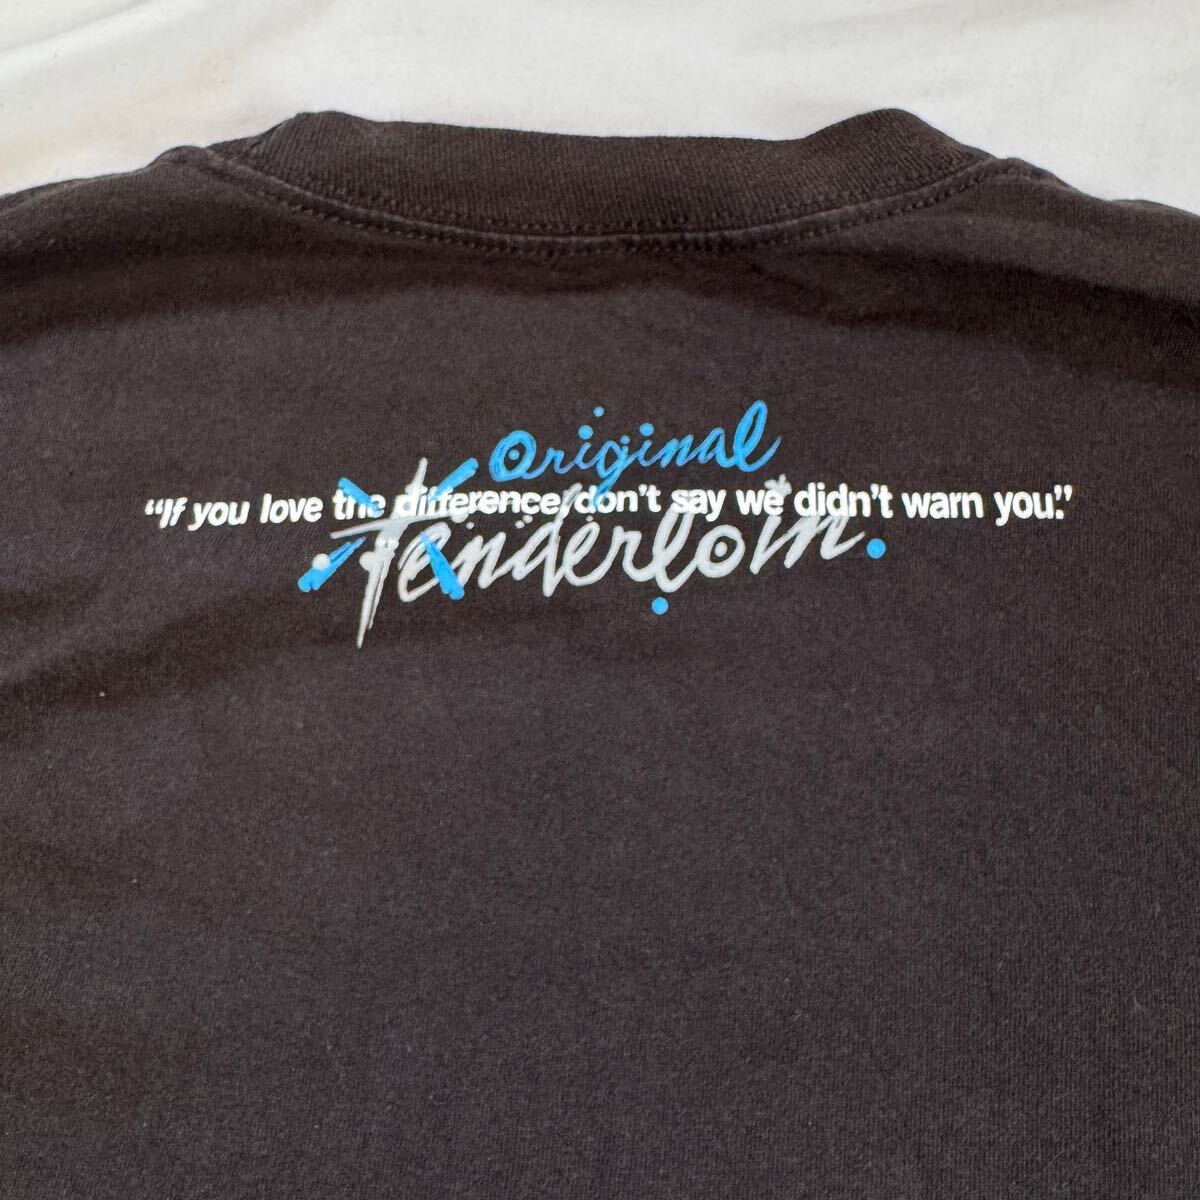 Original
"If you love the difference, don't say we didn't warn you."
Tenderloin.